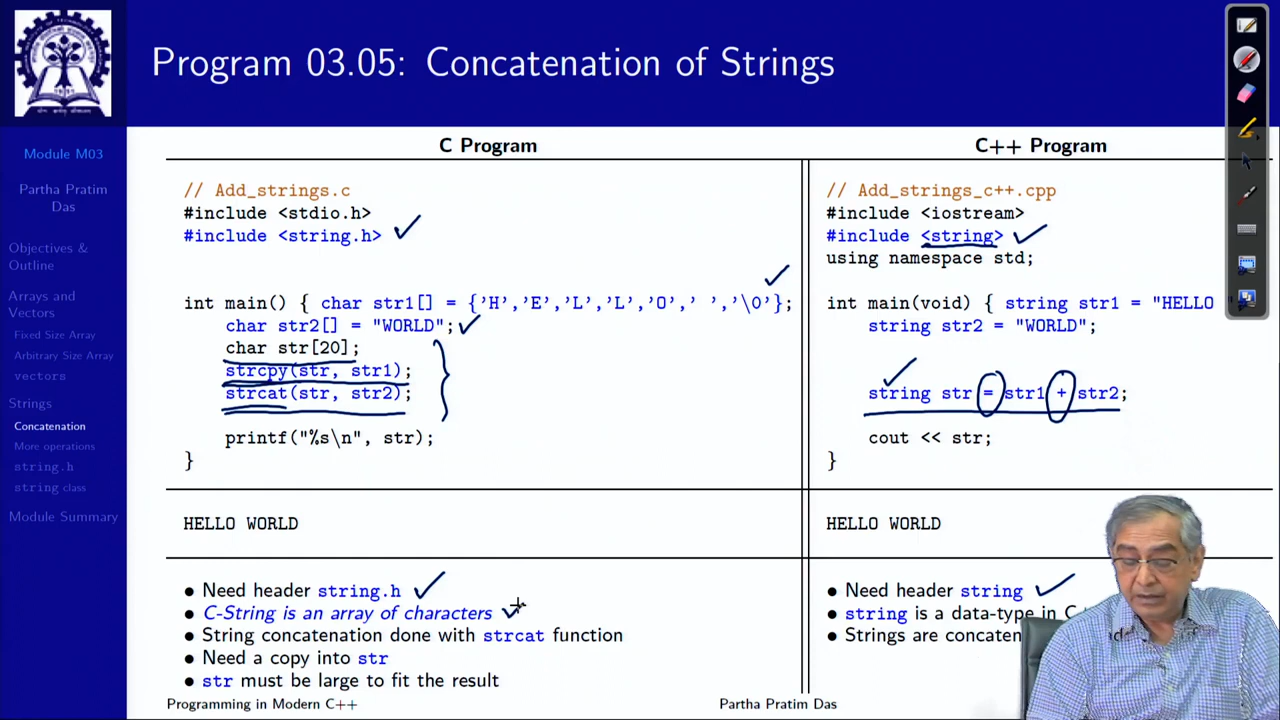 Program 03.05: Concatenation of Strings
Module M03
Partha Pratim
Das
Objectives &
Outline
Arrays and
Vectors
Fixed Size Array
Arbitrary Size Array
vectors
Strings
Concatenation
More operations
string.h
string class
Module Summary
C Program
// Add_strings.c
#include <stdio.h>
#include <string.h>
int main() { char str1[] = {'H','E','L','L','O',' ','\0'};
char str2[] = "WORLD";
char str[20];
strcpy(str, str1);
strcat(str, str2);
printf("%s\n", str);
}
HELLO WORLD
• Need header string.h
• C-String is an array of characters
• String concatenation done with strcat function
• Need a copy into str
• str must be large to fit the result
C++ Program
// Add_strings_c++.cpp
#include <iostream>
#include <string>
using namespace std;
int main(void) { string str1 = "HELLO "
string str2 = "WORLD";
string str = str1 + str2;
cout << str;
}
HELLO WORLD
• Need header string
• string is a data-type in
• Strings are
Programming in Modern C++
Partha Pratim Das